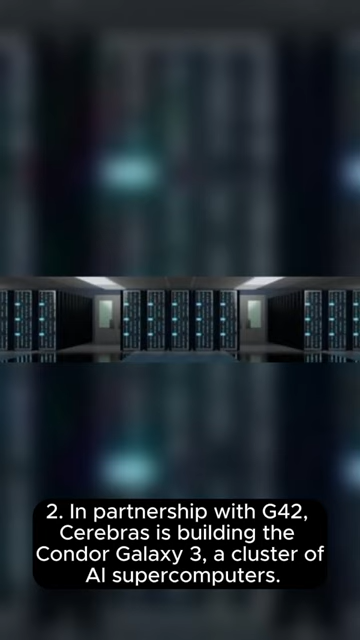 2. In partnership with G42,
Cerebras is building the
Condor Galaxy 3, a cluster of
AI supercomputers.